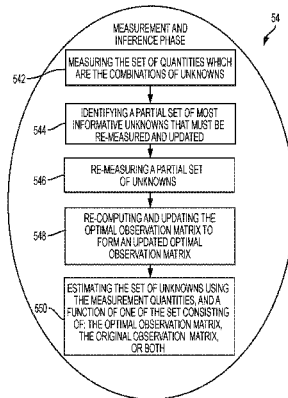 MEASUREMENT AND
INFERENCE PHASE
54
MEASURING THE SET OF QUANTITIES WHICH
ARE THE COMBINATIONS OF UNKNOWNS
542
IDENTIFYING A PARTIAL SET OF MOST
INFORMATIVE UNKNOWNS THAT MUST BE
RE-MEASURED AND UPDATED
544
RE-MEASURING A PARTIAL SET
OF UNKNOWNS
546
RE-COMPUTING AND UPDATING THE
OPTIMAL OBSERVATION MATRIX TO
FORM AN UPDATED OPTIMAL
OBSERVATION MATRIX
548
ESTIMATING THE SET OF UNKNOWNS USING
THE MEASUREMENT QUANTITIES, AND A
FUNCTION OF ONE OF THE SET CONSISTING
OF: THE OPTIMAL OBSERVATION MATRIX,
THE ORIGINAL OBSERVATION MATRIX,
OR BOTH
550